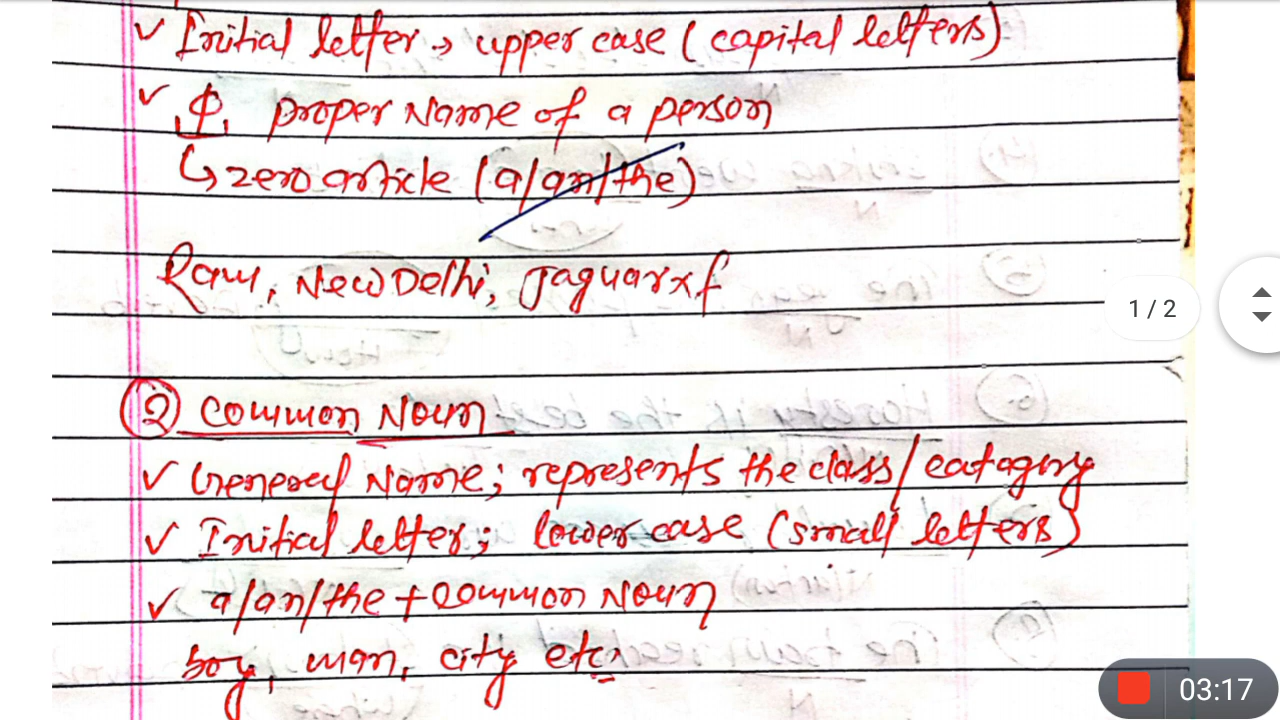 ✓ Initial letter → upper case (capital letters)
✓ ϕ, proper Name of a person
↳ zero article (a/an/the)
Ram, New Delhi, Jaguar xf
1 / 2
② Common Noun
✓ General Name; represents the class/catagory
✓ Initial letter; lower case (small letters)
✓ a/an/the + Common Noun
boy, man, city etc.
03:17